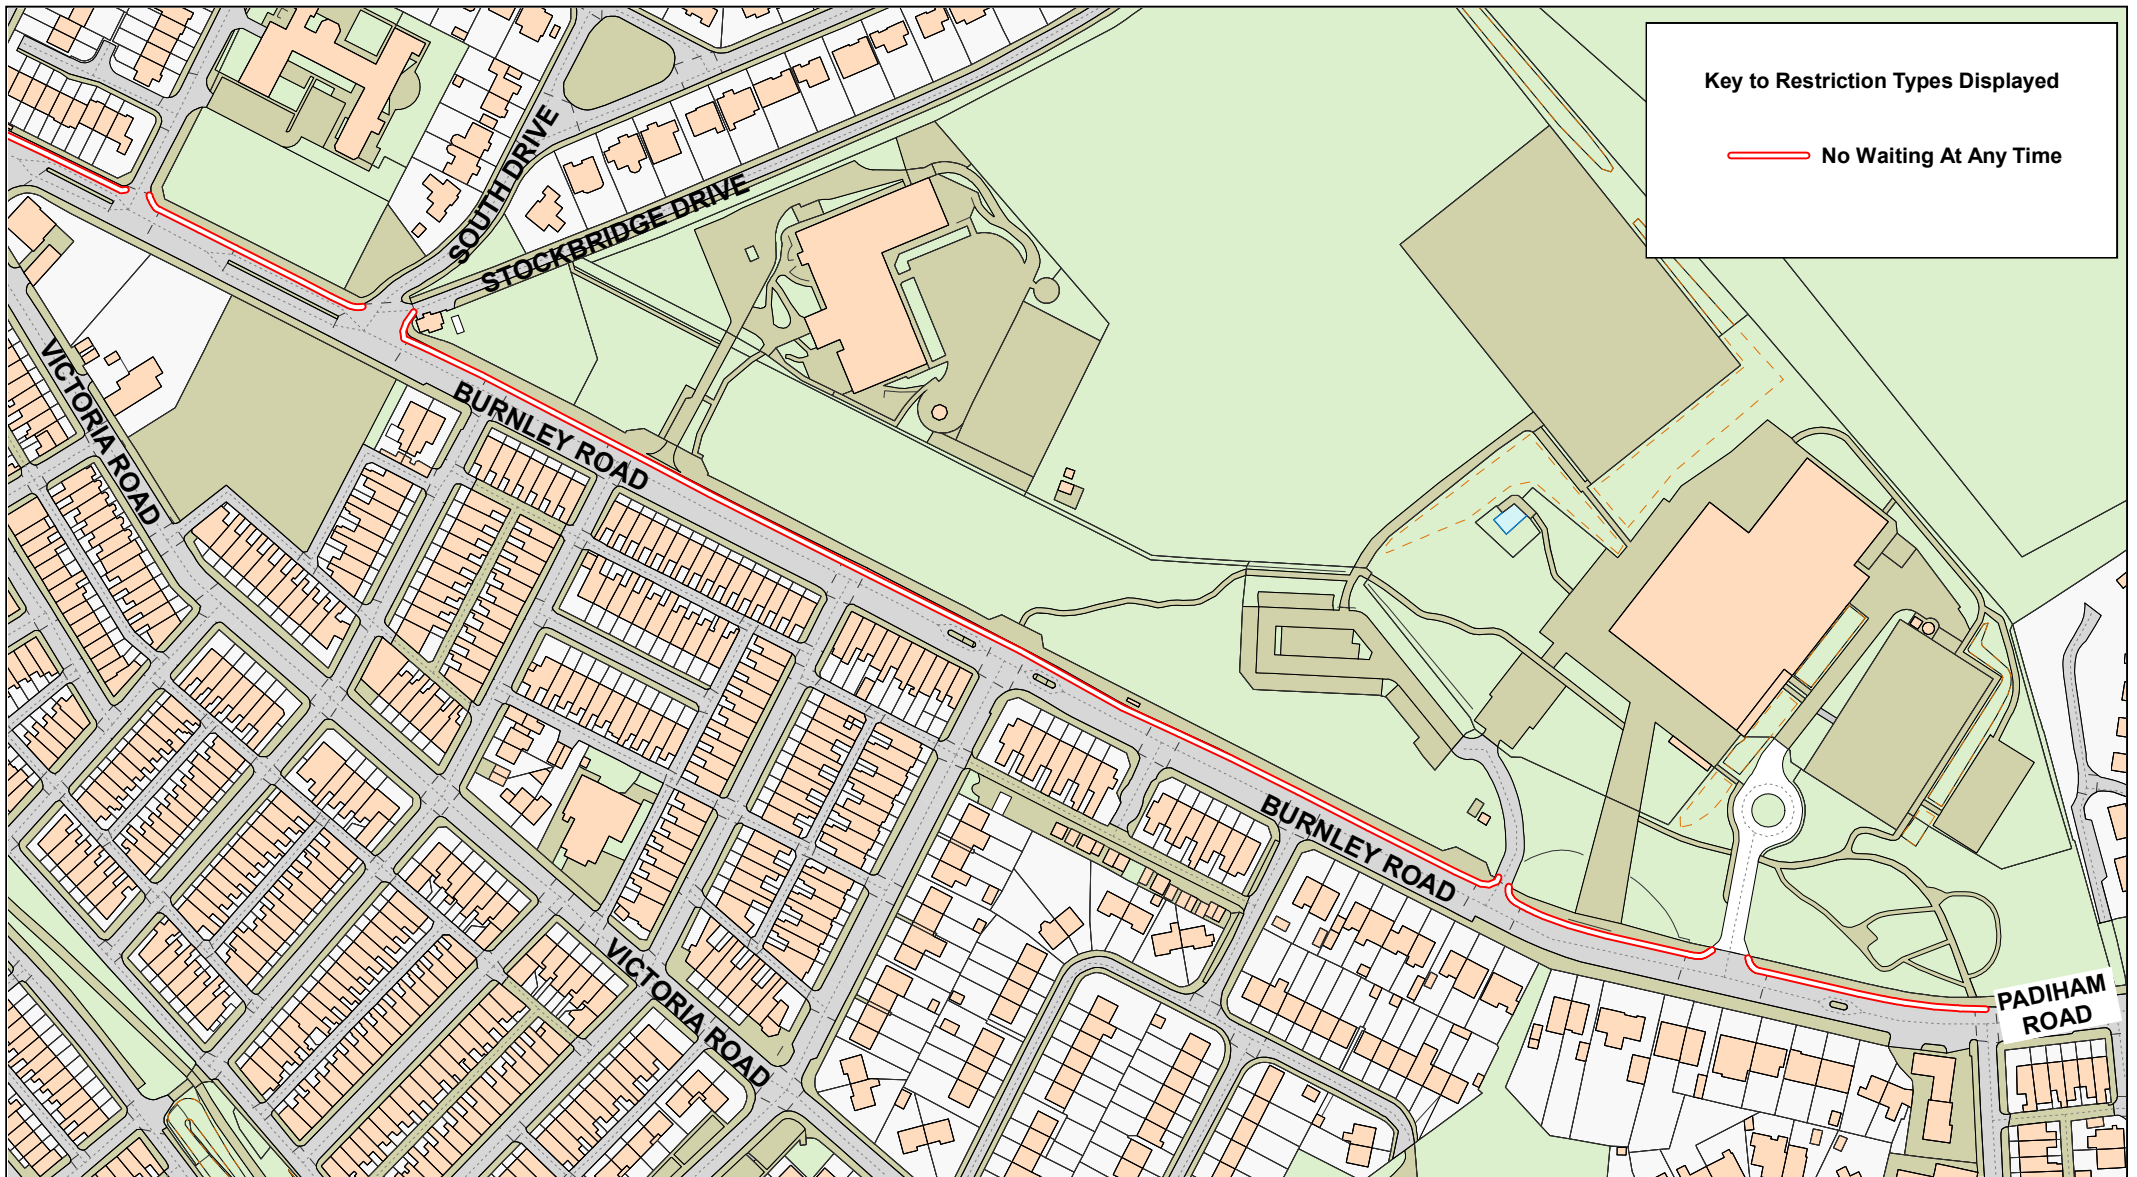 Key to Restriction Types Displayed
No Waiting At Any Time
SOUTH DRIVE
STOCKBRIDGE DRIVE
VICTORIA ROAD
BURNLEY ROAD
BURNLEY ROAD
VICTORIA ROAD
PADIHAM
ROAD